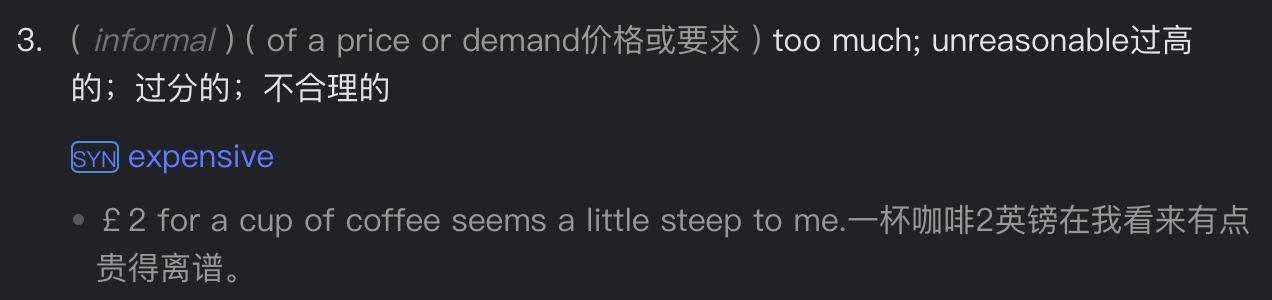 3. ( informal ) ( of a price or demand价格或要求 ) too much; unreasonable过高
的；过分的；不合理的
SYN expensive
• £2 for a cup of coffee seems a little steep to me.一杯咖啡2英镑在我看来有点
贵得离谱。